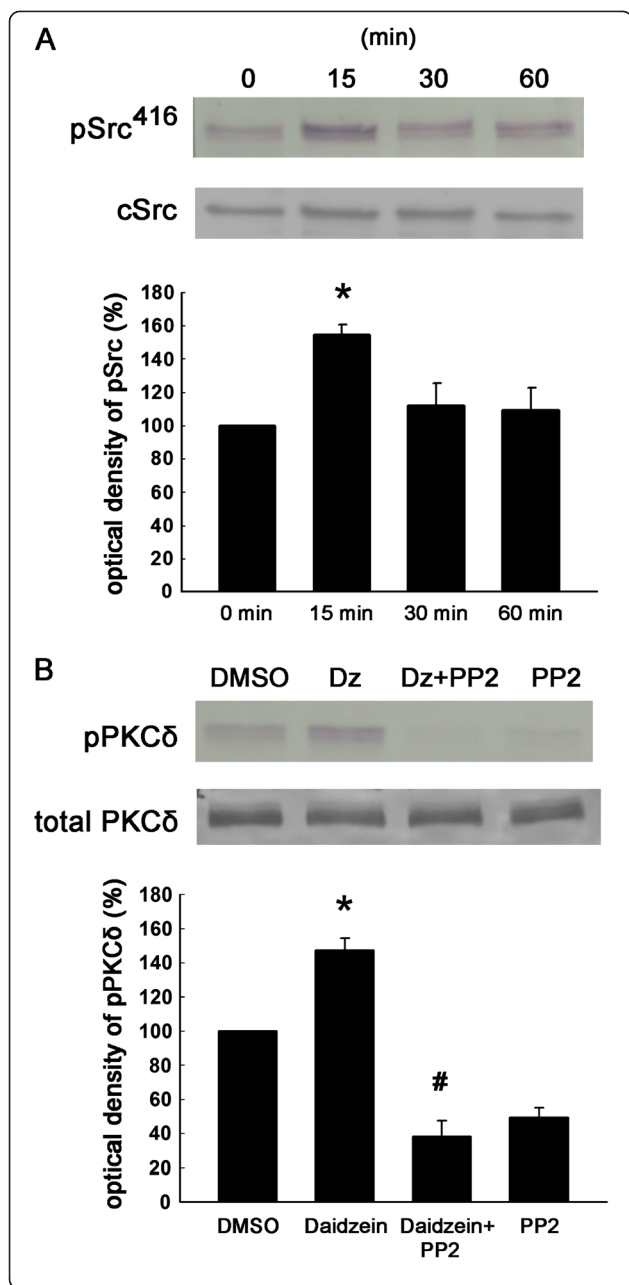 A
(min)
0 15 30 60
pSrc⁴¹⁶
cSrc
optical density of pSrc (%)
180
160
140
120
100
80
60
40
20
0
*
0 min 15 min 30 min 60 min
B
DMSO Dz Dz+PP2 PP2
pPKCδ
total PKCδ
optical density of pPKCδ (%)
180
160
140
120
100
80
60
40
20
0
*
#
DMSO Daidzein Daidzein+ PP2
PP2